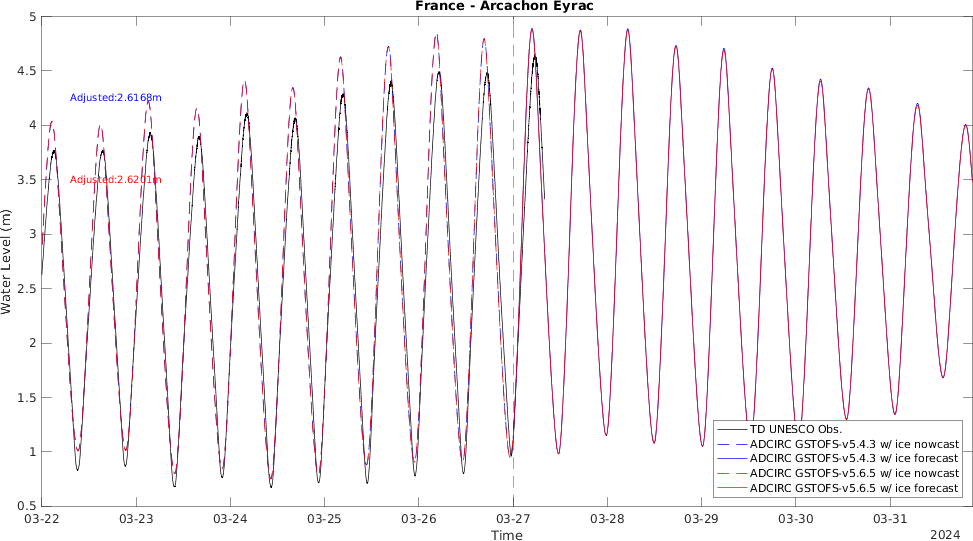 France - Arcachon Eyrac
5
4.5
4
3.5
3
2.5
2
1.5
1
0.5
Water Level (m)
Adjusted:2.6168m
Adjusted:2.6201m
TD UNESCO Obs.
ADCIRC GSTOFS-v5.4.3 w/ ice nowcast
ADCIRC GSTOFS-v5.4.3 w/ ice forecast
ADCIRC GSTOFS-v5.6.5 w/ ice nowcast
ADCIRC GSTOFS-v5.6.5 w/ ice forecast
03-22 03-23 03-24 03-25 03-26 03-27 03-28 03-29 03-30 03-31
Time
2024